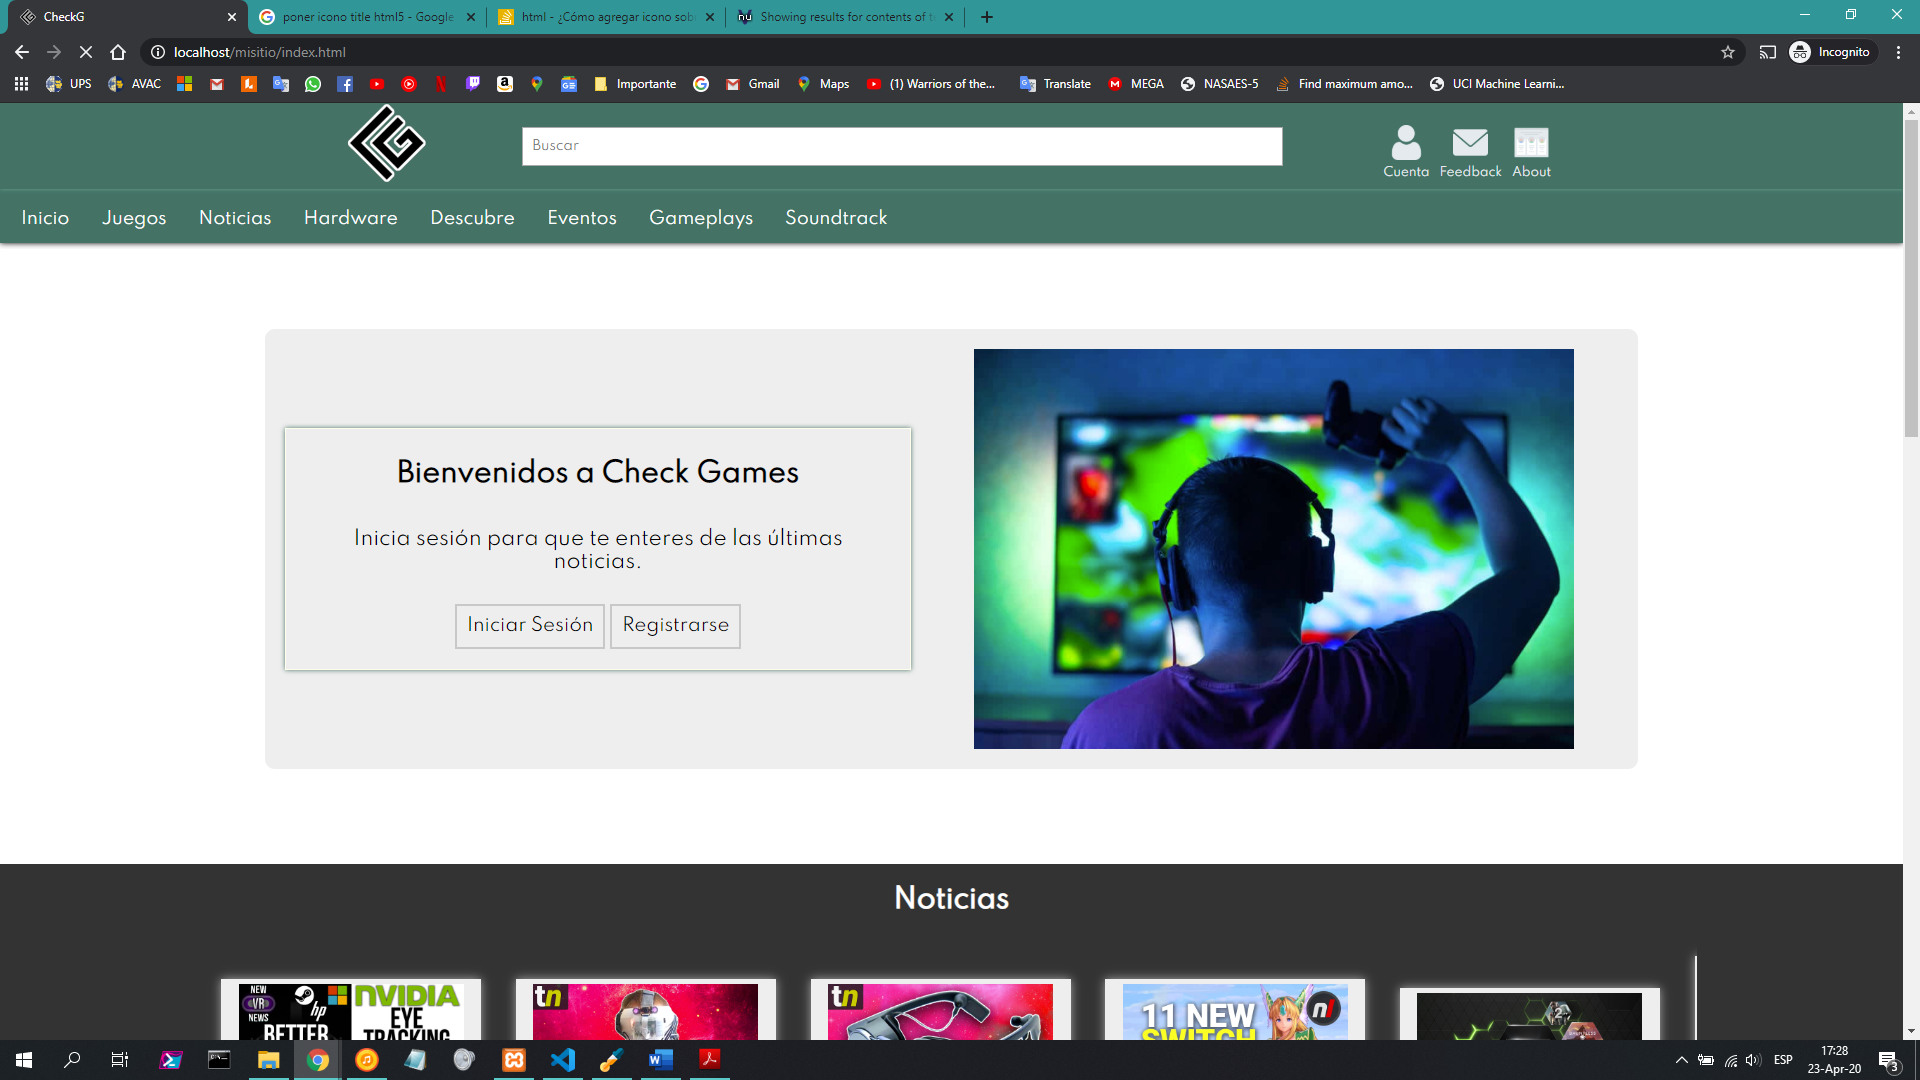 CheckG
poner icono title html5 - Google
html - ¿Cómo agregar icono sob
Showing results for contents of t
localhost/misitio/index.html
Incognito
UPS
AVAC
Importante
Gmail
Maps
(1) Warriors of the...
Translate
MEGA
NASAES-5
Find maximum amo...
UCI Machine Learni...
Buscar
Cuenta
Feedback
About
Inicio
Juegos
Noticias
Hardware
Descubre
Eventos
Gameplays
Soundtrack
Bienvenidos a Check Games
Inicia sesión para que te enteres de las últimas
noticias.
Iniciar Sesión
Registrarse
Noticias
NEW
VR
NEWS
hp
BETTER
NVIDIA
EYE
TRACKING
tn
tn
11 NEW
SWITCH
n!
ESP
17:28
23-Apr-20
3